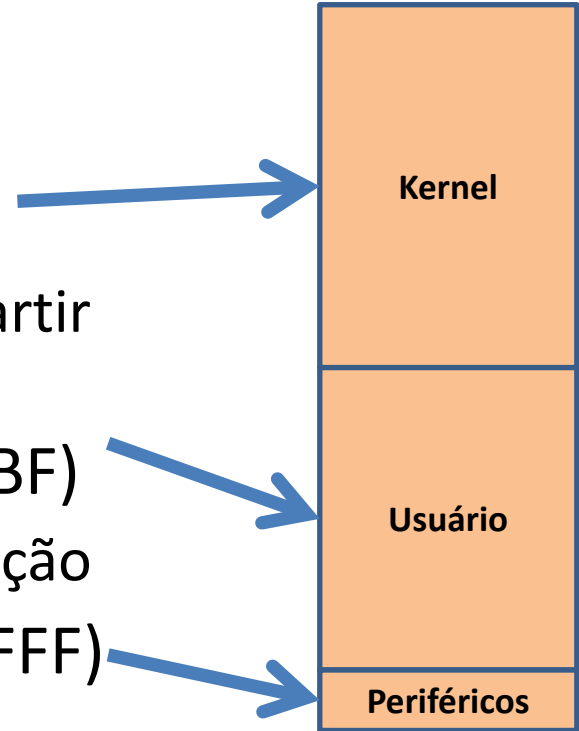 Kernel
artir
BF)
Usuário
ção
FFF)
Periféricos